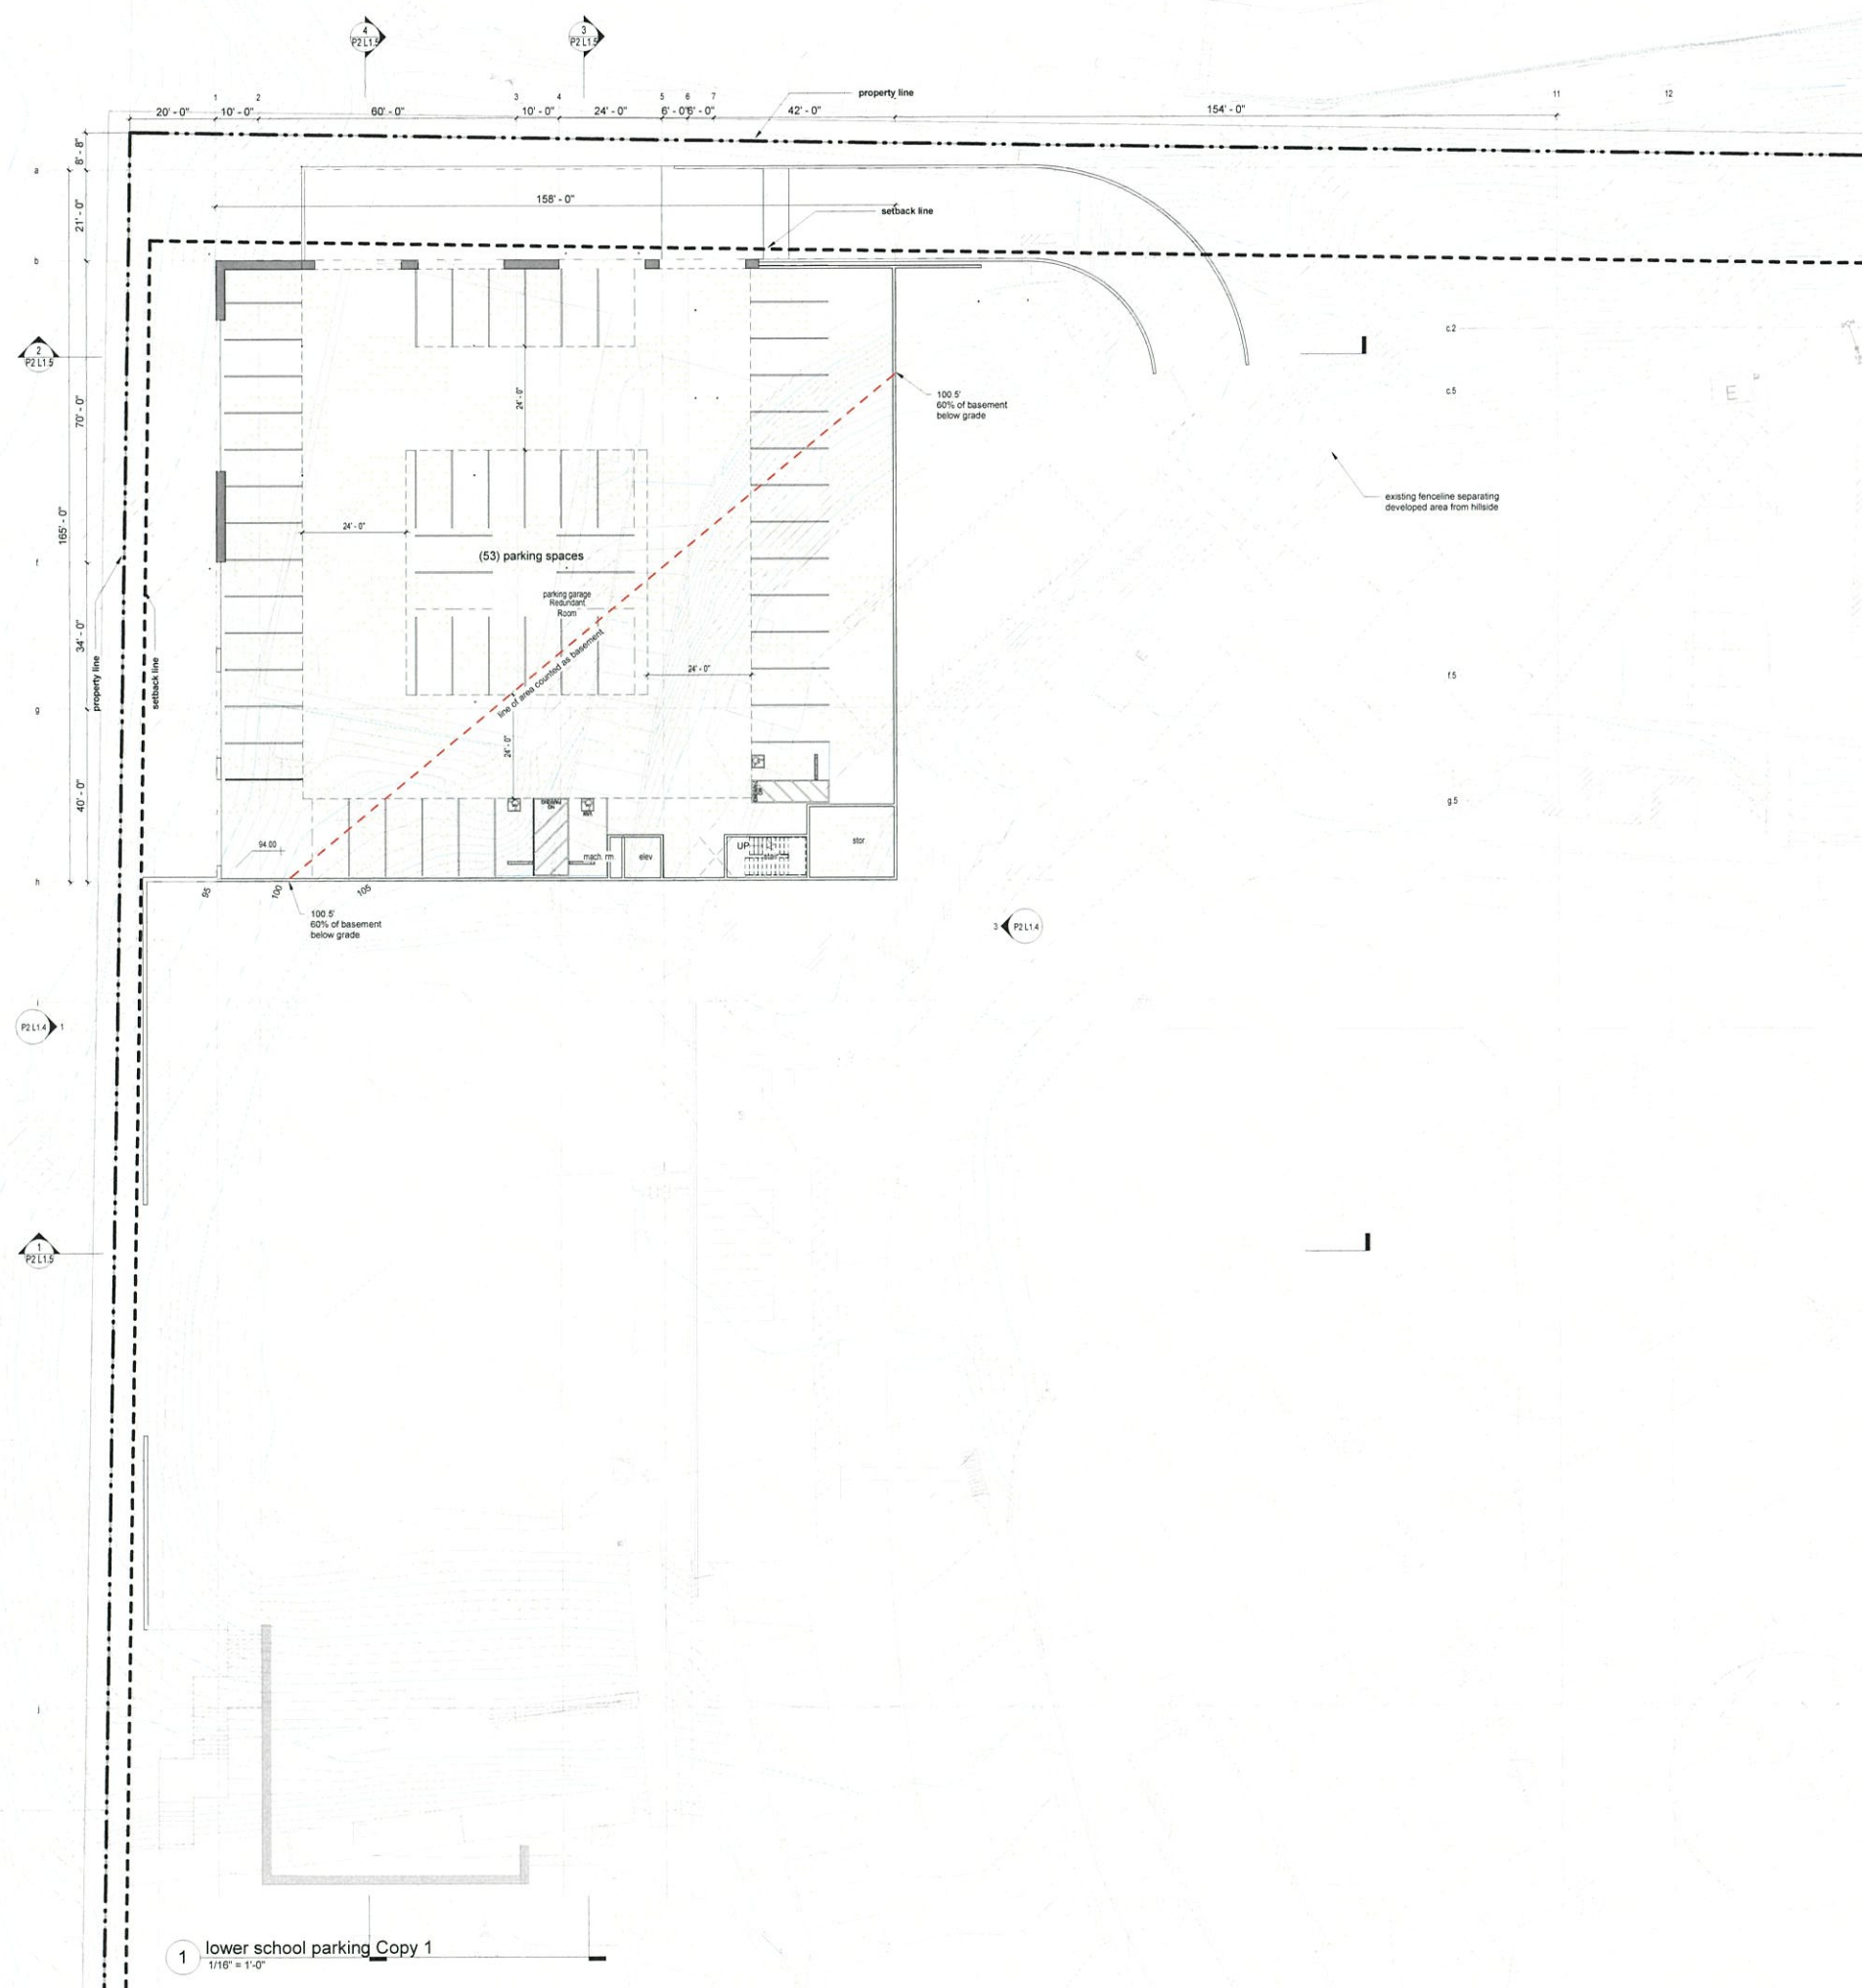 4
P2 L1.5
3
P2 L1.5
1
2
3
4
5
6
7
11
12
20' - 0"
10' - 0"
60' - 0"
10' - 0"
24' - 0"
6' - 0"
6' - 0"
42' - 0"
154' - 0"
property line
8' - 8"
a
21' - 0"
158' - 0"
setback line
b
2
P2 L1.5
c.2
c.5
E
100.5'
60% of basement
below grade
70' - 0"
24' - 0"
existing fenceline separating
developed area from hillside
165' - 0"
24' - 0"
(53) parking spaces
f
parking garage
Redundant
Room
34' - 0"
line of area counted as basement
24' - 0"
f.5
E
property line
setback line
g
24' - 0"
40' - 0"
NO
PARKING
g.5
NO
PARKING
VAN
94.00
mach. rm
elev
UP
stair
stor
h
95
100
105
100.5'
60% of basement
below grade
3
P2 L1.4
i
P2 L1.4
1
1
P2 L1.5
j
1
lower school parking Copy 1
1/16" = 1'-0"